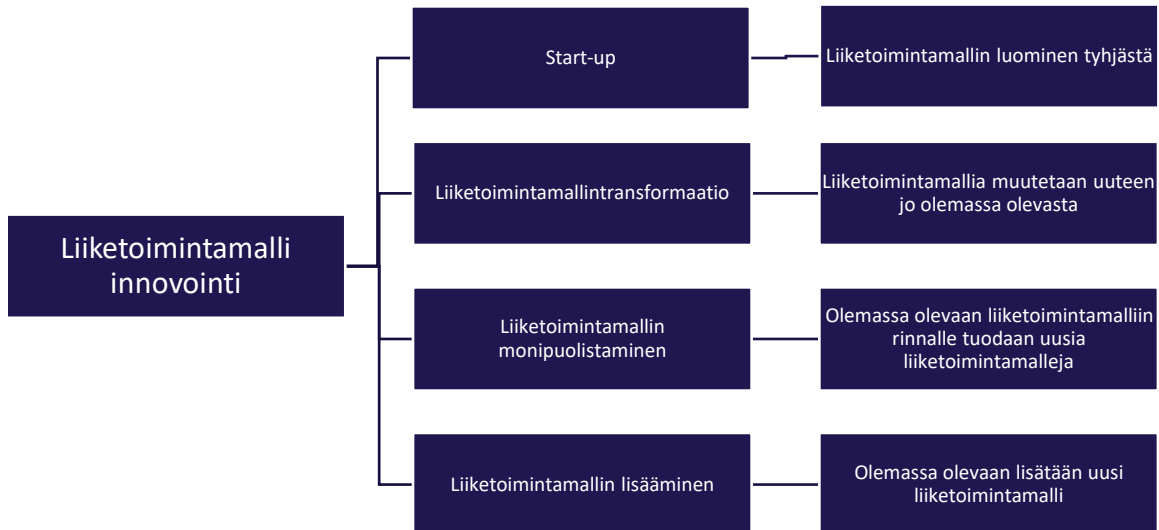 Liiketoimintamalli
innovointi
Start-up
Liiketoimintamallin luominen tyhjästä
Liiketoimintamallintransformaatio
Liiketoimintamallia muutetaan uuteen
jo olemassa olevasta
Liiketoimintamallin
monipuolistaminen
Olemassa olevaan liiketoimintamalliin
rinnalle tuodaan uusia
liiketoimintamalleja
Liiketoimintamallin lisääminen
Olemassa olevaan lisätään uusi
liiketoimintamalli